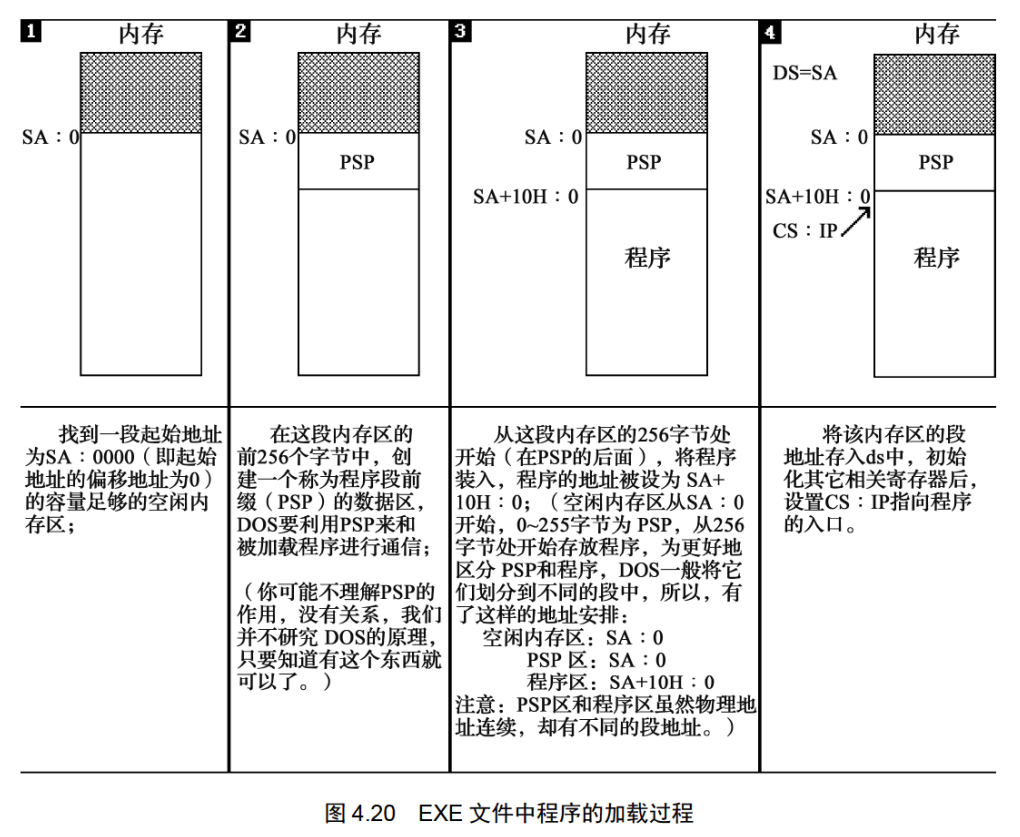 1 内存
SA：0
2 内存
SA：0
PSP
3 内存
SA：0
PSP
SA+10H：0
程序
4 内存
DS=SA
SA：0
PSP
SA+10H：0
CS：IP
程序
找到一段起始地址
为SA：0000（即起始
地址的偏移地址为0）
的容量足够的空闲内
存区；
在这段内存区的
前256个字节中，创
建一个称为程序段前
缀（PSP）的数据区，
DOS要利用PSP来和
被加载程序进行通信；
（你可能不理解PSP的
作用，没有关系，我们
并不研究 DOS的原理，
只要知道有这个东西就
可以了。）
从这段内存区的256字节处
开始（在PSP的后面），将程序
装入，程序的地址被设为 SA+
10H：0；（空闲内存区从SA：0
开始，0~255字节为 PSP，从256
字节处开始存放程序，为更好地
区分 PSP和程序，DOS一般将它
们划分到不同的段中，所以，有
了这样的地址安排：
空闲内存区：SA：0
PSP 区：SA：0
程序区：SA+10H：0
注意：PSP区和程序区虽然物理地
址连续，却有不同的段地址。）
将该内存区的段
地址存入ds中，初始
化其它相关寄存器后，
设置CS：IP指向程序
的入口。
图 4.20 EXE 文件中程序的加载过程